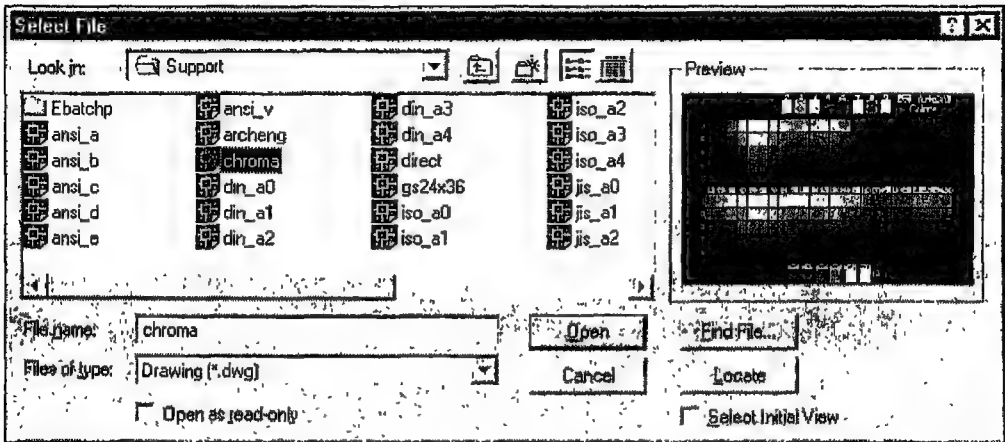 Select File
Look in: Support
Preview
Ebatchp ansi_v din_a3 iso_a2
ansi_a archeng din_a4 iso_a3
ansi_b chroma direct iso_a4
ansi_c din_a0 gs24x36 jis_a0
ansi_d din_a1 iso_a0 jis_a1
ansi_e din_a2 iso_a1 jis_a2
File name: chroma Open Find File...
Files of type: Drawing (*.dwg) Cancel Locate
Open as read-only Select Initial View